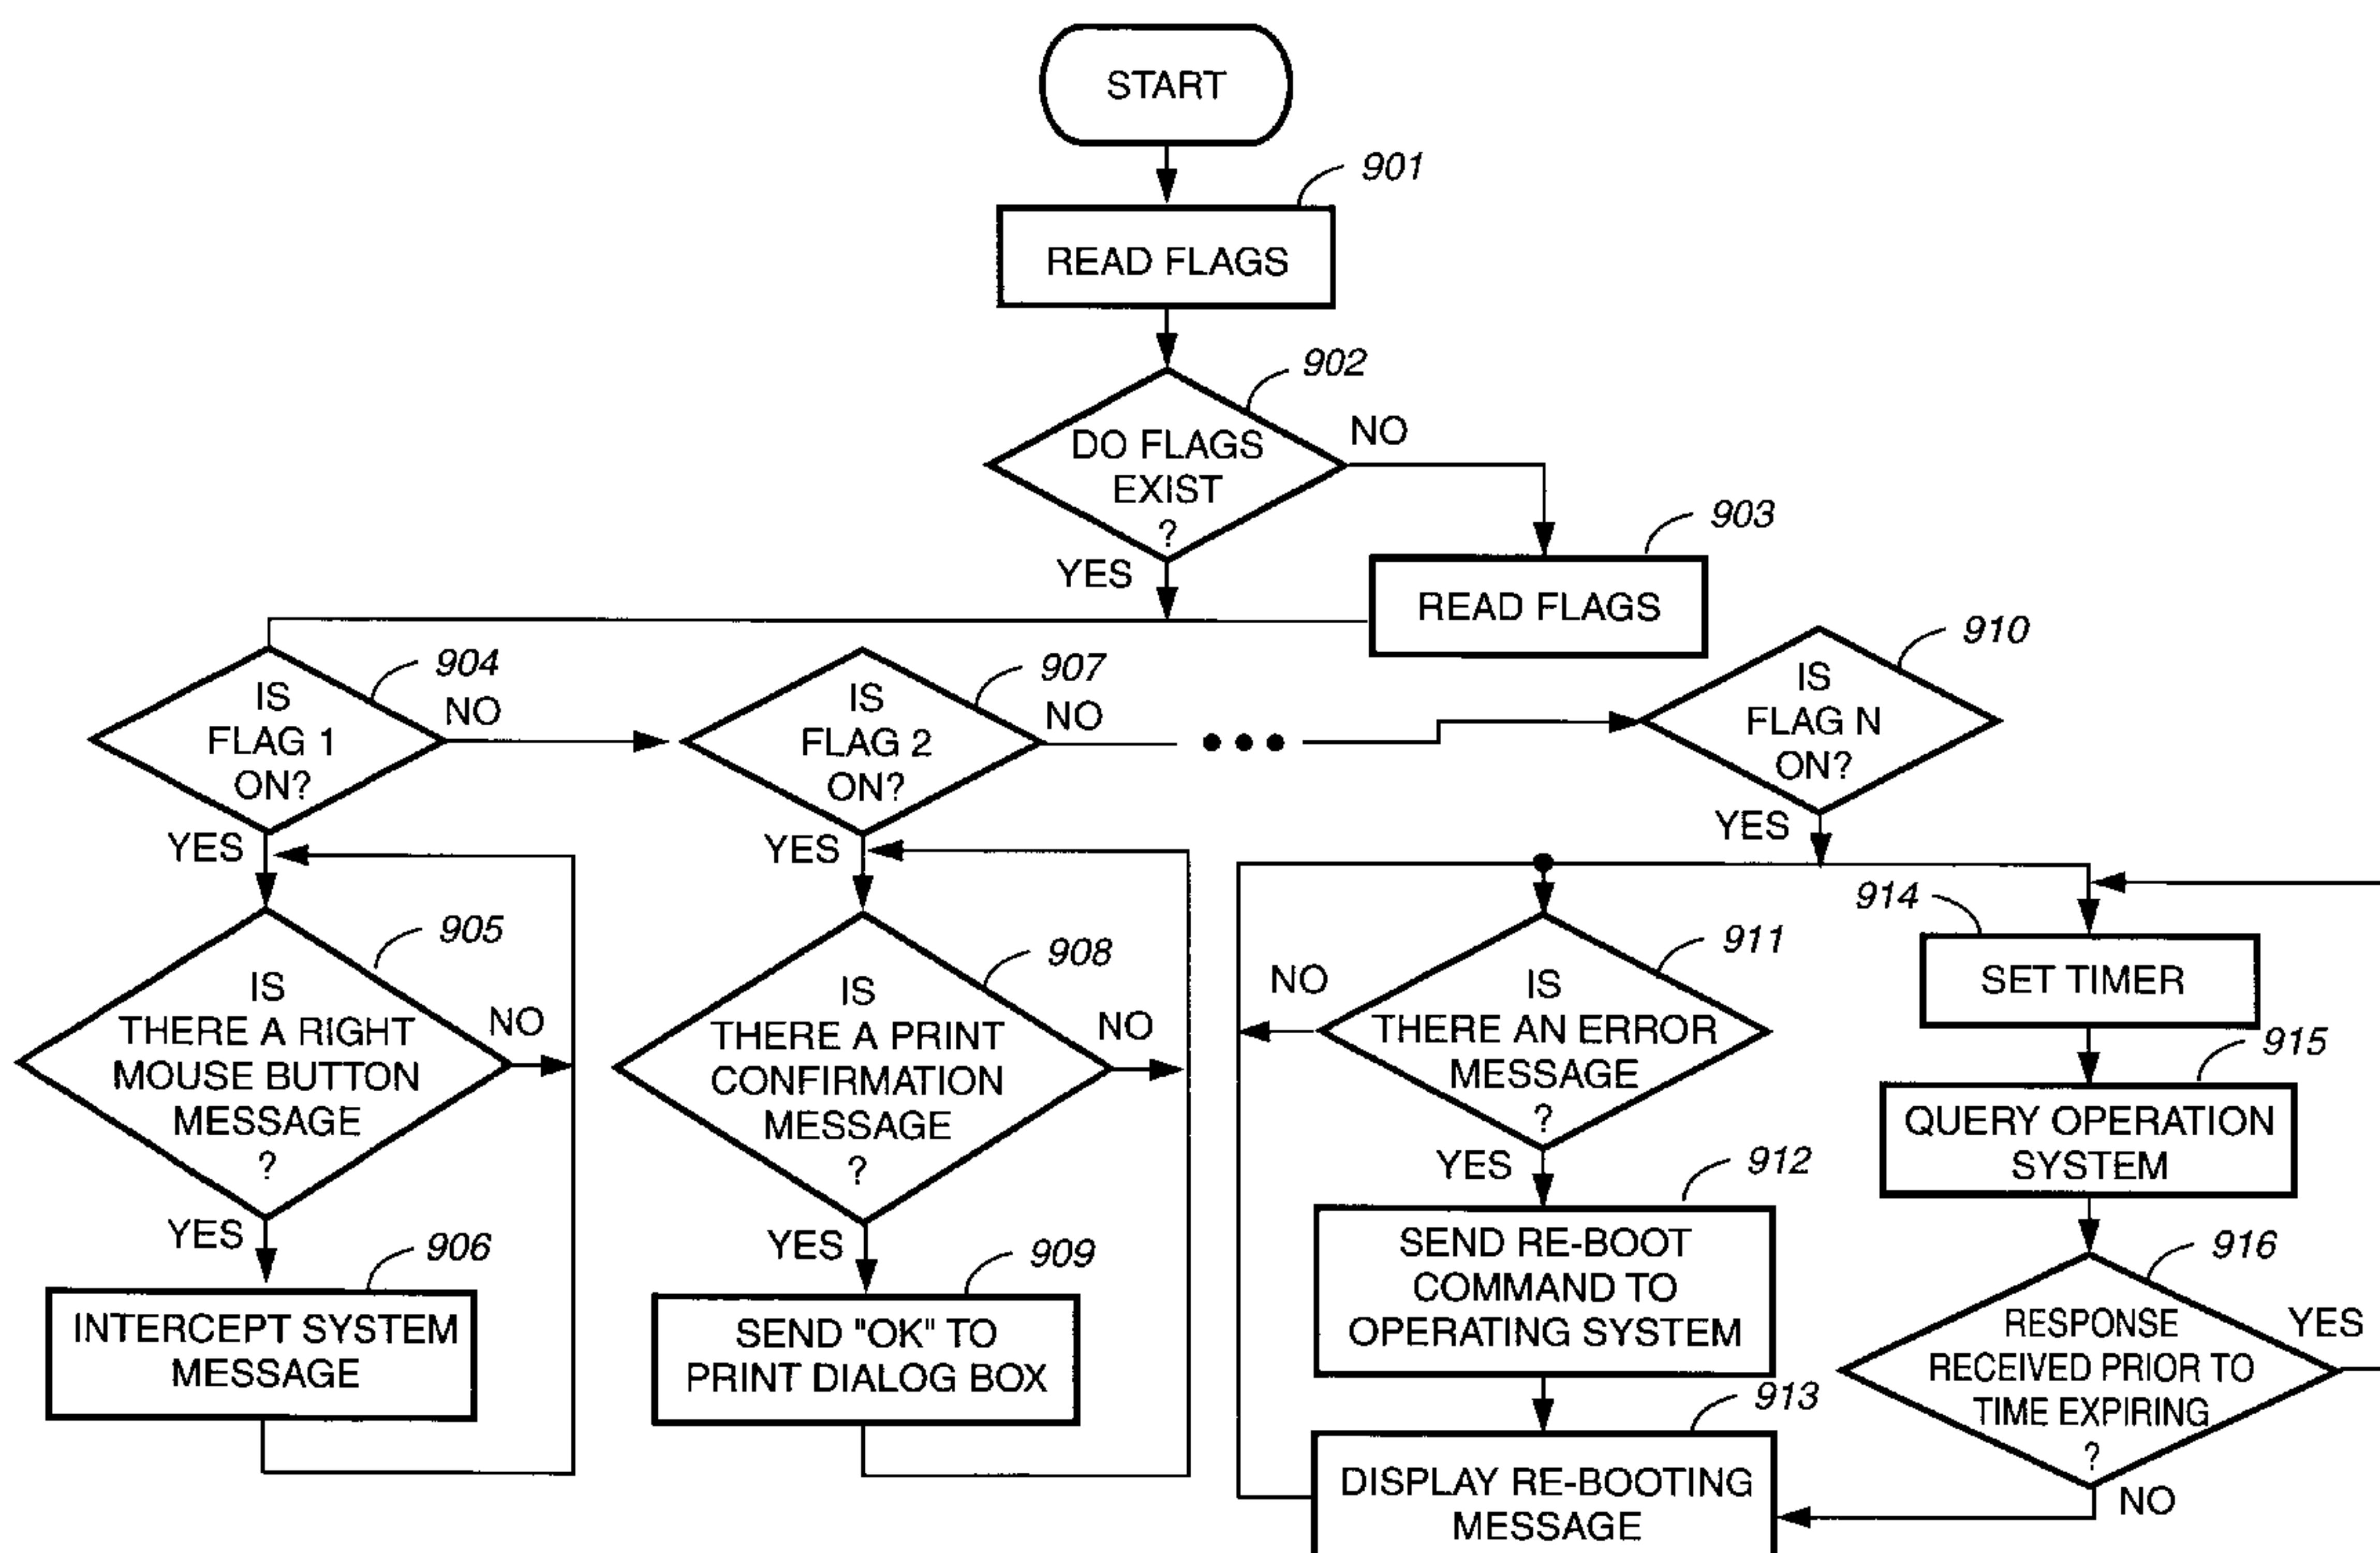 START
901
READ FLAGS
902
DO FLAGS
EXIST
?
NO
YES
903
READ FLAGS
904
IS
FLAG 1
ON?
NO
YES
907
IS
FLAG 2
ON?
NO
YES
910
IS
FLAG N
ON?
YES
905
IS
THERE A RIGHT
MOUSE BUTTON
MESSAGE
?
NO
YES
906
INTERCEPT SYSTEM
MESSAGE
908
IS
THERE A PRINT
CONFIRMATION
MESSAGE
?
NO
YES
909
SEND "OK" TO
PRINT DIALOG BOX
911
IS
THERE AN ERROR
MESSAGE
?
NO
YES
912
SEND RE-BOOT
COMMAND TO
OPERATING SYSTEM
913
DISPLAY RE-BOOTING
MESSAGE
914
SET TIMER
915
QUERY OPERATION
SYSTEM
916
RESPONSE
RECEIVED PRIOR TO
TIME EXPIRING
?
YES
NO